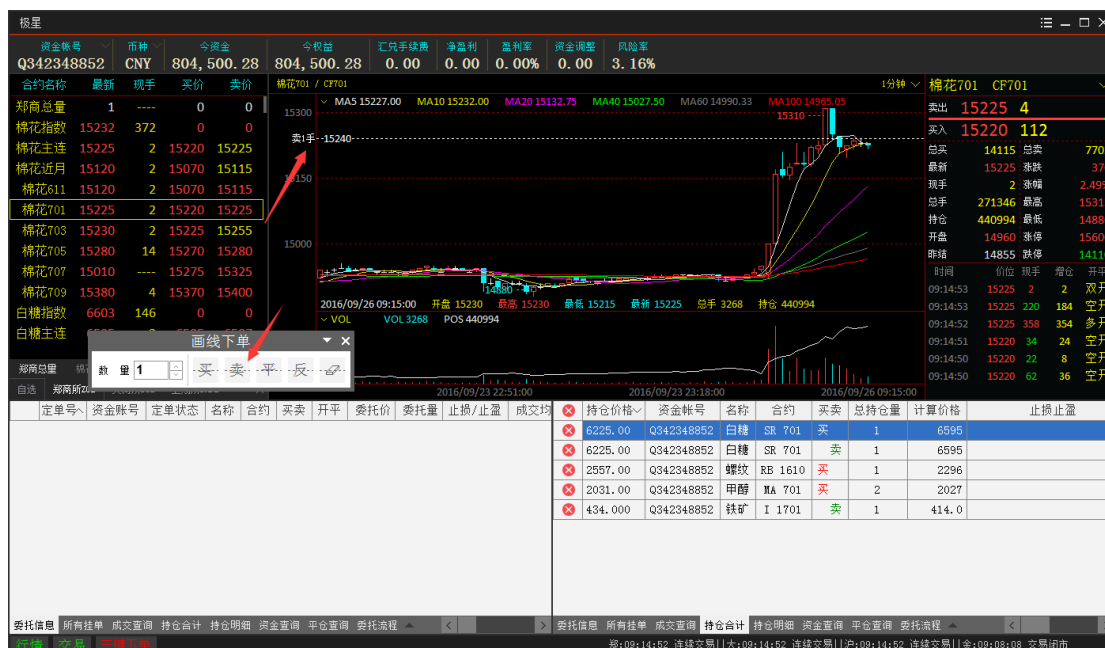 极星
资金帐号 币种 今资金 今权益 汇兑手续费 净盈利 盈利率 资金调整 风险率
Q342348852 CNY 804,500.28 804,500.28 0.00 0.00 0.00% 0.00 3.16%
合约名称 最新 现手 买价 卖价
郑商总量 1 ---- 0 0
棉花指数 15232 372 0 0
棉花主连 15225 2 15220 15225
棉花近月 15120 2 15070 15115
棉花611 15120 2 15070 15115
棉花701 15225 2 15220 15225
棉花703 15230 2 15225 15255
棉花705 15280 14 15270 15280
棉花707 15010 ---- 15275 15325
棉花709 15380 4 15370 15400
白糖指数 6603 146 0 0
白糖主连
郑商总量
自选 郑商所
棉花701 / CF701 1分钟
MA5 15227.00 MA10 15232.00 MA20 15132.75 MA40 15027.50 MA60 14990.33 MA100 14965.05
15300 15310
卖1手 15240
15150
15000
14880
2016/09/26 09:15:00 开盘 15230 最高 15230 最低 15215 最新 15225 总手 3268 持仓 440994
VOL VOL 3268 POS 440994
2016/09/23 22:51:00 2016/09/23 23:18:00 2016/09/26 09:15:00
棉花701 CF701
卖出 15225 4
买入 15220 112
总买 14115 总卖 770
最新 15225 涨跌 37
现手 2 涨幅 2.49%
总手 271346 最高 1531
持仓 440994 最低 1488
开盘 14960 涨停 1560
昨结 14855 跌停 1411
时间 价位 现手 增仓 开平
09:14:53 15225 2 2 双开
09:14:53 15225 220 184 空开
09:14:52 15225 358 354 多开
09:14:51 15220 34 24 空开
09:14:50 15220 22 8 空开
09:14:50 15220 62 36 空开
画线下单
数 量 1 买 卖 平 反
定单号 资金账号 定单状态 名称 合约 买卖 开平 委托价 委托量 止损/止盈 成交均
持仓价格 资金帐号 名称 合约 买卖 总持仓量 计算价格 止损止盈
6225.00 Q342348852 白糖 SR 701 买 1 6595
6225.00 Q342348852 白糖 SR 701 卖 1 6595
2557.00 Q342348852 螺纹 RB 1610 买 1 2296
2031.00 Q342348852 甲醇 MA 701 买 2 2027
434.000 Q342348852 铁矿 I 1701 卖 1 414.0
委托信息 所有挂单 成交查询 持仓合计 持仓明细 资金查询 平仓查询 委托流程
委托信息 所有挂单 成交查询 持仓合计 持仓明细 资金查询 平仓查询 委托流程
行情 交易
郑:09:14:52 连续交易||大:09:14:52 连续交易||沪:09:14:52 连续交易||金:09:08:08 交易闭市